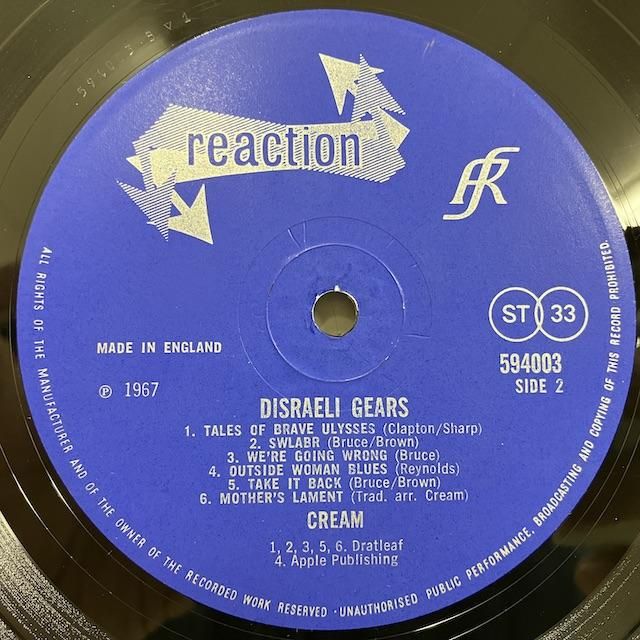 reaction
ST 33
MADE IN ENGLAND
594003
SIDE 2
℗ 1967
DISRAELI GEARS
1. TALES OF BRAVE ULYSSES (Clapton/Sharp)
2. SWLABR (Bruce/Brown)
3. WE'RE GOING WRONG (Bruce)
4. OUTSIDE WOMAN BLUES (Reynolds)
5. TAKE IT BACK (Bruce/Brown)
6. MOTHER'S LAMENT (Trad. arr. Cream)
CREAM
1, 2, 3, 5, 6. Dratleaf
4. Apple Publishing
ALL RIGHTS OF THE MANUFACTURER AND OF THE OWNER OF THE RECORDED WORK RESERVED · UNAUTHORISED PUBLIC PERFORMANCE, BROADCASTING AND COPYING OF THIS RECORD PROHIBITED.